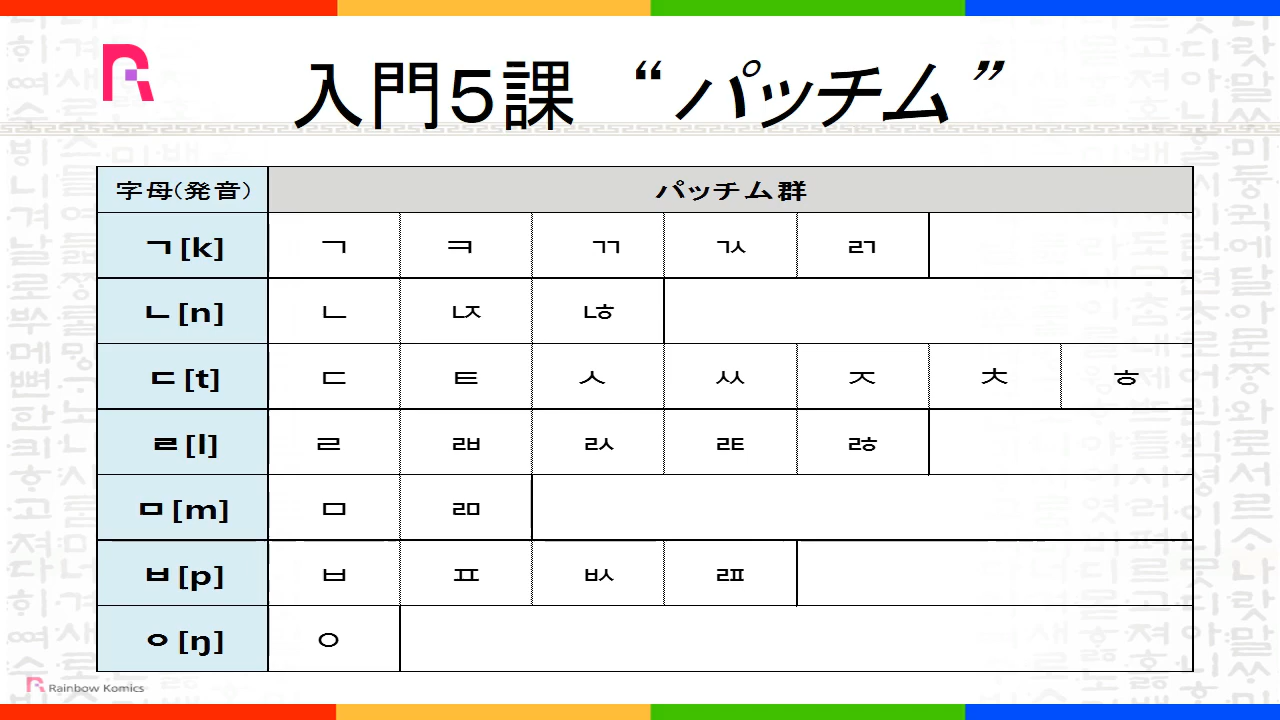 入門５課 “パッチム”
字母(発音) パッチム群
ㄱ[k] ㄱ ㅋ ㄲ ㄳ ㄺ
ㄴ[n] ㄴ ㄵ ㄶ
ㄷ[t] ㄷ ㅌ ㅅ ㅆ ㅈ ㅊ ㅎ
ㄹ[l] ㄹ ㄼ ㄽ ㄾ ㅀ
ㅁ[m] ㅁ ㄻ
ㅂ[p] ㅂ ㅍ ㅄ ㄿ
ㅇ[ŋ] ㅇ
Rainbow Komics